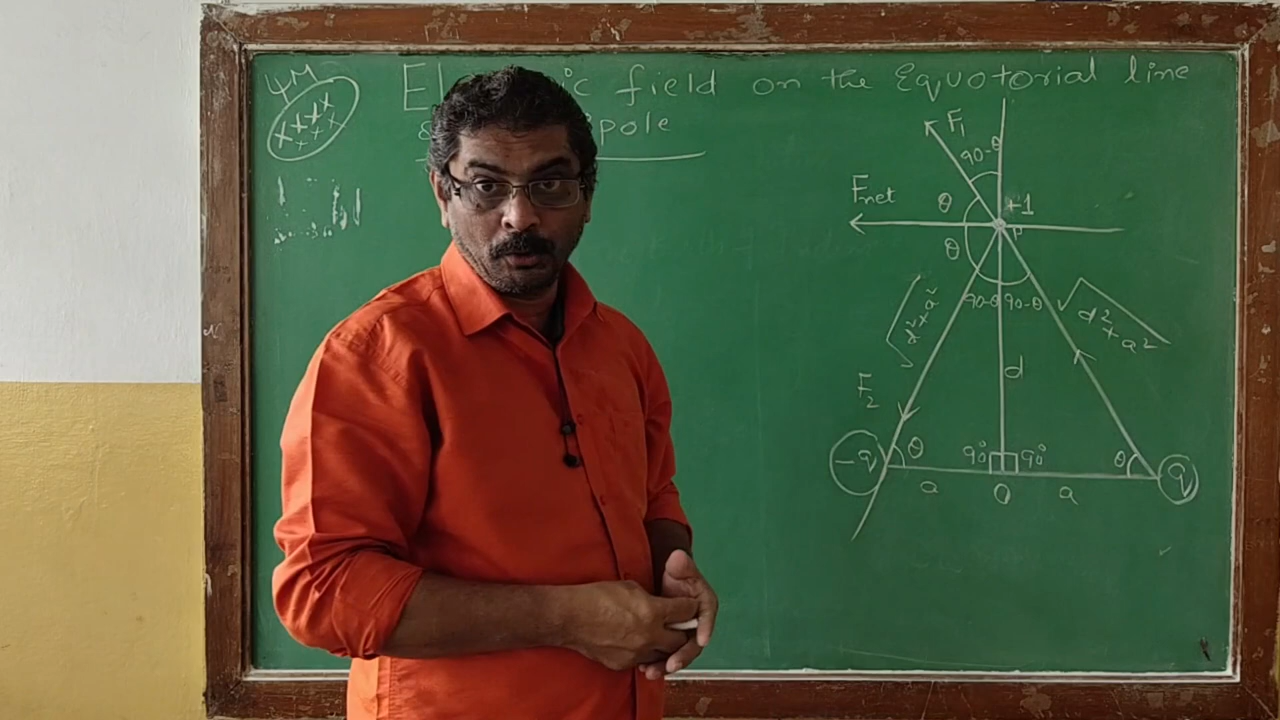 4M
Electric field on the Equotorial line
pole
x x x x
x x x x
F₁
90-θ
Fnet
θ
+1
P
θ
90-θ 90-θ
√d²+a²
√d²+a²
d
F₂
-q
θ
90°
90°
θ
q
a
O
a